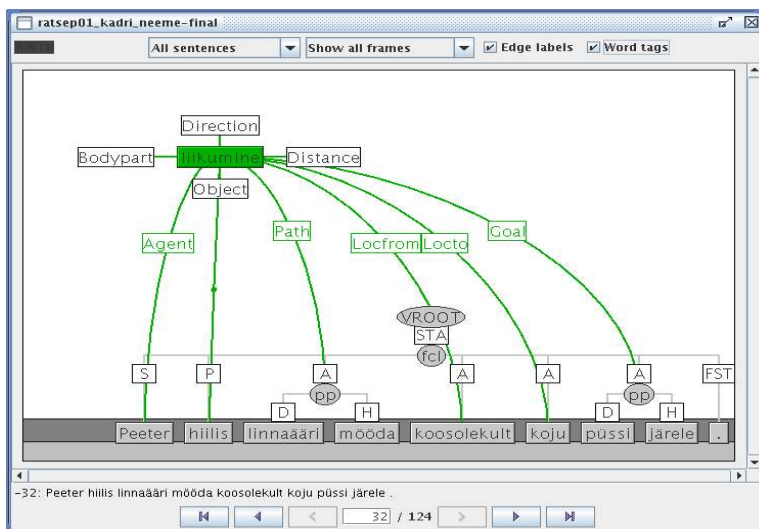 ratsep01_kadri_neeme-final
All sentences Show all frames Edge labels Word tags
Direction
Bodypart liikumine Distance
Object
Agent Path Locfrom Locto Goal
VROOT
STA
fcl
S P A A A A FST
pp pp
D H D H
Peeter hiilis linnaääri mööda koosolekult koju püssi järele .
-32: Peeter hiilis linnaääri mööda koosolekult koju püssi järele .
32 / 124